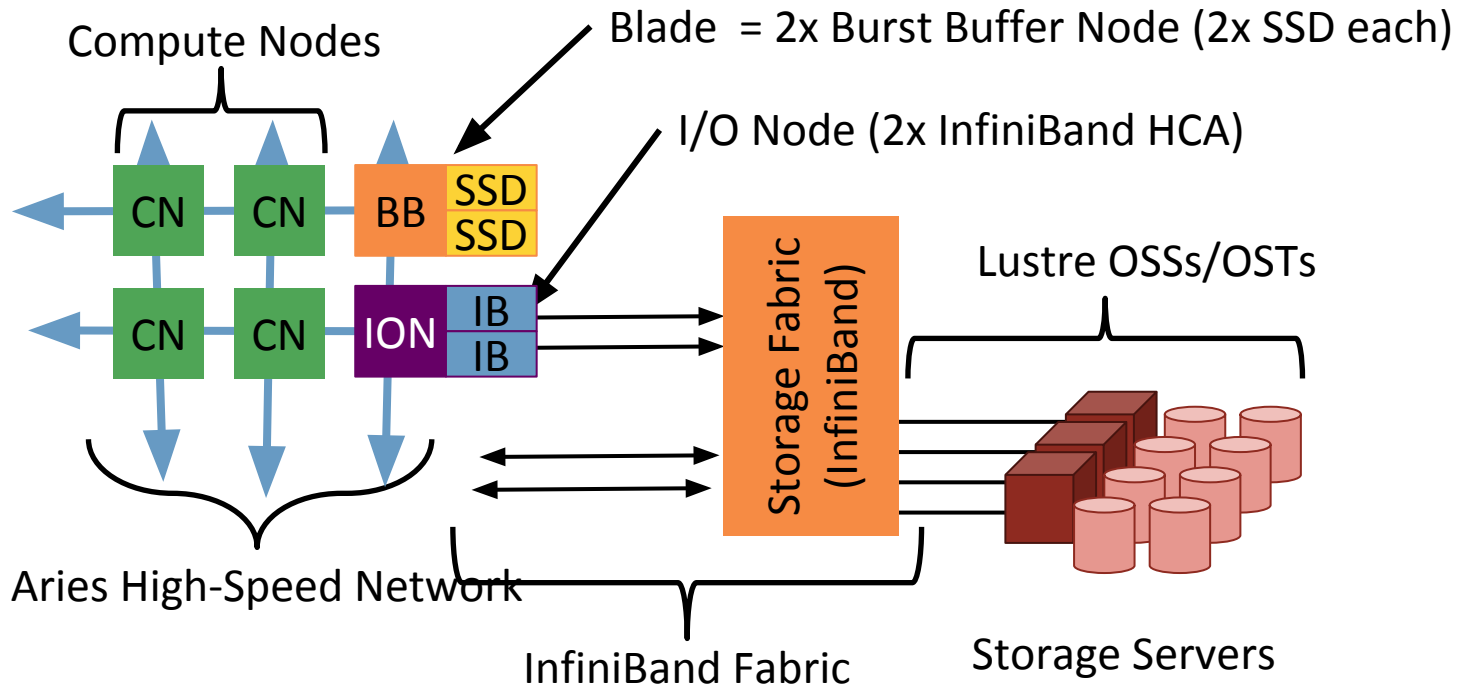 Compute Nodes
Blade  = 2x Burst Buffer Node (2x SSD each)
I/O Node (2x InfiniBand HCA)
CN
CN
BB
SSD
SSD
CN
CN
ION
IB
IB
Storage Fabric
(InfiniBand)
Lustre OSSs/OSTs
Aries High-Speed Network
InfiniBand Fabric
Storage Servers